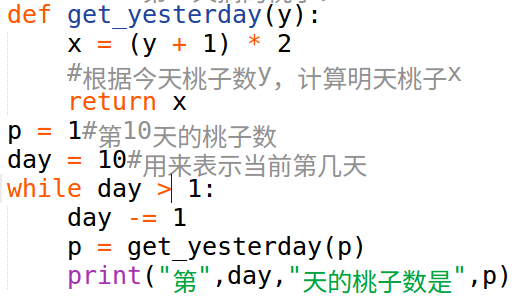 def get_yesterday(y):
    x = (y + 1) * 2
    #根据今天桃子数y，计算明天桃子x
    return x
p = 1#第10天的桃子数
day = 10#用来表示当前第几天
while day > 1:
    day -= 1
    p = get_yesterday(p)
    print("第",day,"天的桃子数是",p)